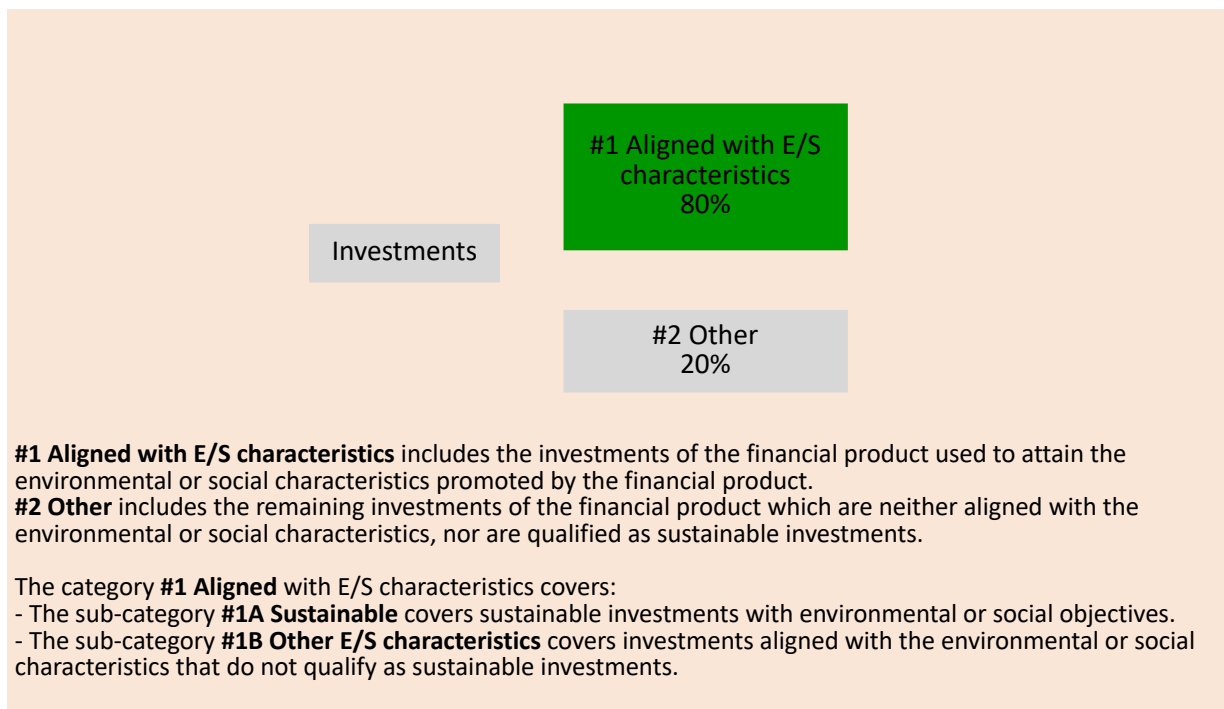 #1 Aligned with E/S
characteristics
80%
Investments
#2 Other
20%
#1 Aligned with E/S characteristics includes the investments of the financial product used to attain the
environmental or social characteristics promoted by the financial product.
#2 Other includes the remaining investments of the financial product which are neither aligned with the
environmental or social characteristics, nor are qualified as sustainable investments.
The category #1 Aligned with E/S characteristics covers:
- The sub-category #1A Sustainable covers sustainable investments with environmental or social objectives.
- The sub-category #1B Other E/S characteristics covers investments aligned with the environmental or social
characteristics that do not qualify as sustainable investments.